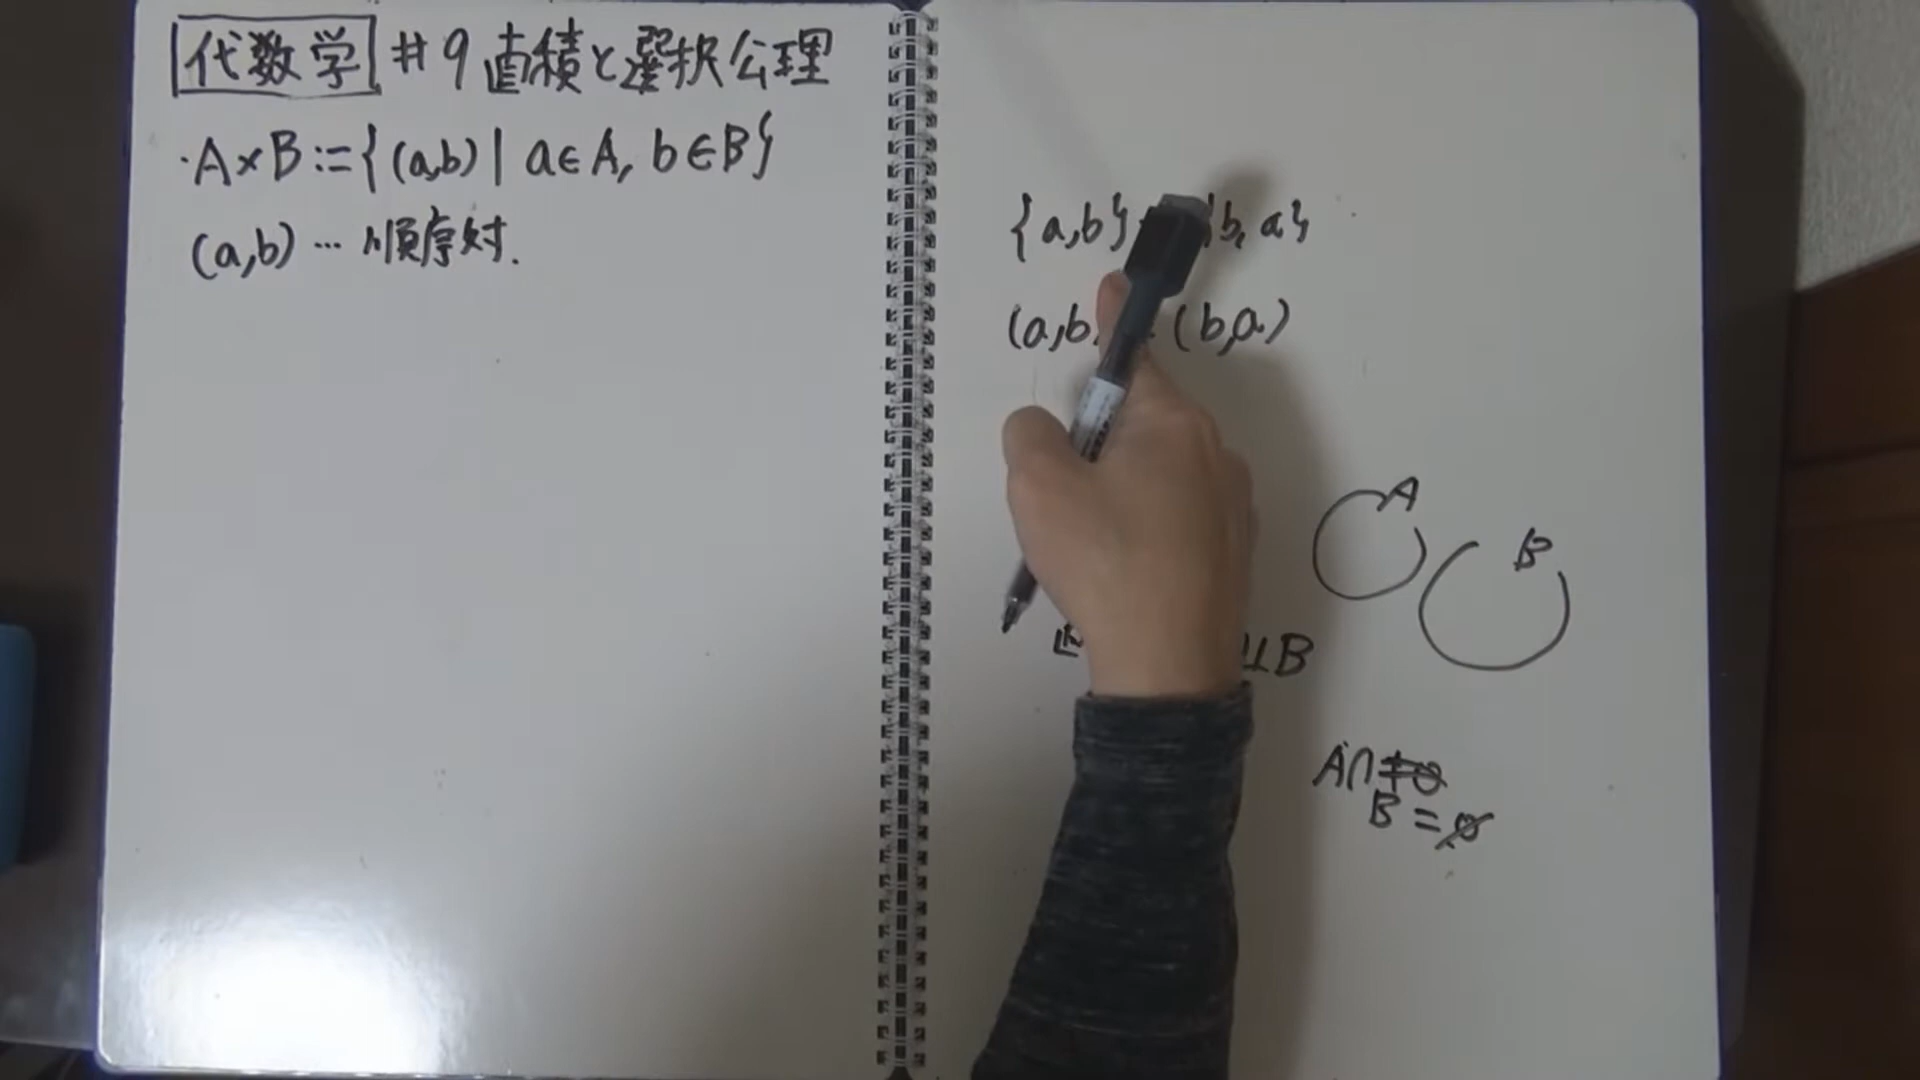 代数学 #9 直積と選択公理
・A×B:={(a,b) | a∈A, b∈B}
(a,b) … 順序対.
{a,b} {b,a}
(a,b) (b,a)
A
B
⊔B
A∩≠∅
B=∅